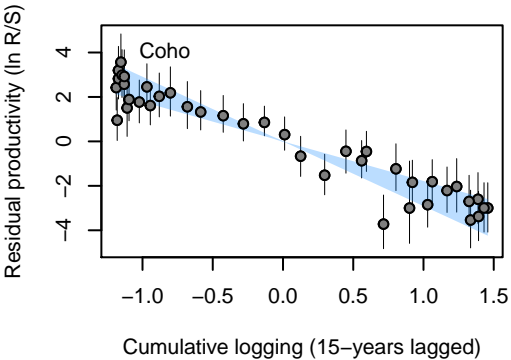 Coho
Residual productivity (ln R/S)
4
2
0
−2
−4
−1.0 −0.5 0.0 0.5 1.0 1.5
Cumulative logging (15−years lagged)